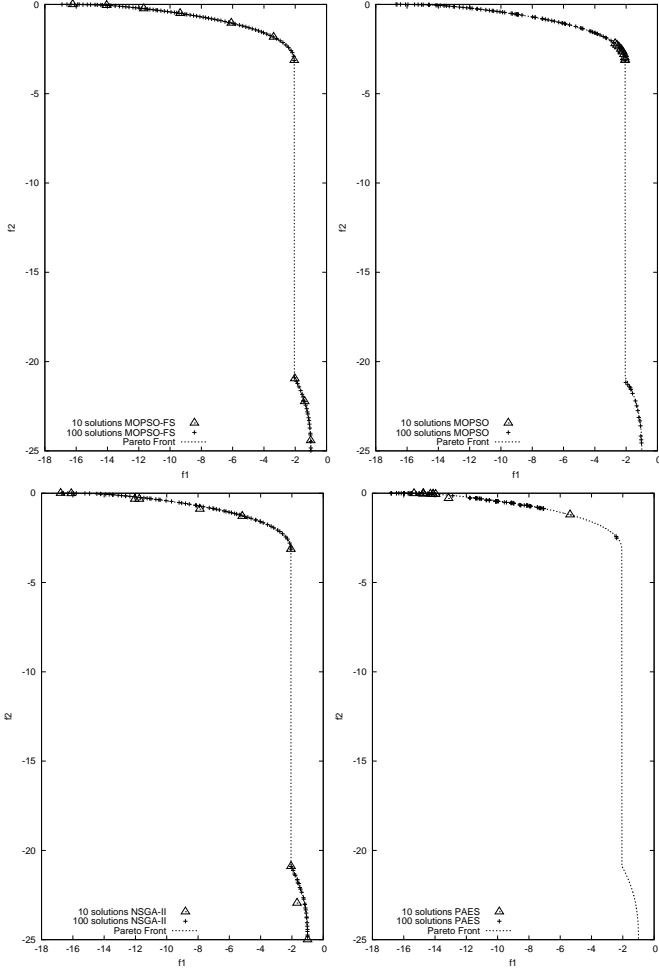 0
-5
-10
-15
-20
-25
-18 -16 -14 -12 -10 -8 -6 -4 -2 0
f2
f1
10 solutions MOPSO-FS
100 solutions MOPSO-FS
Pareto Front
0
-5
-10
-15
-20
-25
-18 -16 -14 -12 -10 -8 -6 -4 -2 0
f2
f1
10 solutions MOPSO
100 solutions MOPSO
Pareto Front
0
-5
-10
-15
-20
-25
-18 -16 -14 -12 -10 -8 -6 -4 -2 0
f2
f1
10 solutions NSGA-II
100 solutions NSGA-II
Pareto Front
0
-5
-10
-15
-20
-25
-18 -16 -14 -12 -10 -8 -6 -4 -2 0
f2
f1
10 solutions PAES
100 solutions PAES
Pareto Front